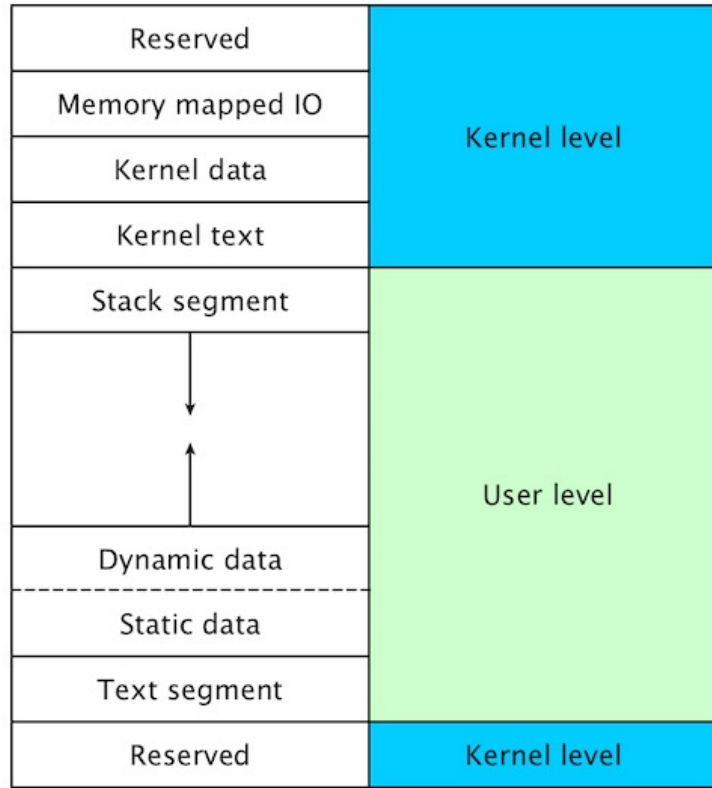 Reserved
Memory mapped IO
Kernel data
Kernel text
Kernel level
Stack segment
Dynamic data
Static data
Text segment
User level
Reserved
Kernel level